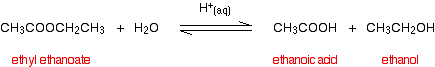 H⁺(aq)
CH₃COOCH₂CH₃ + H₂O ⇌ CH₃COOH + CH₃CH₂OH
ethyl ethanoate ethanoic acid ethanol